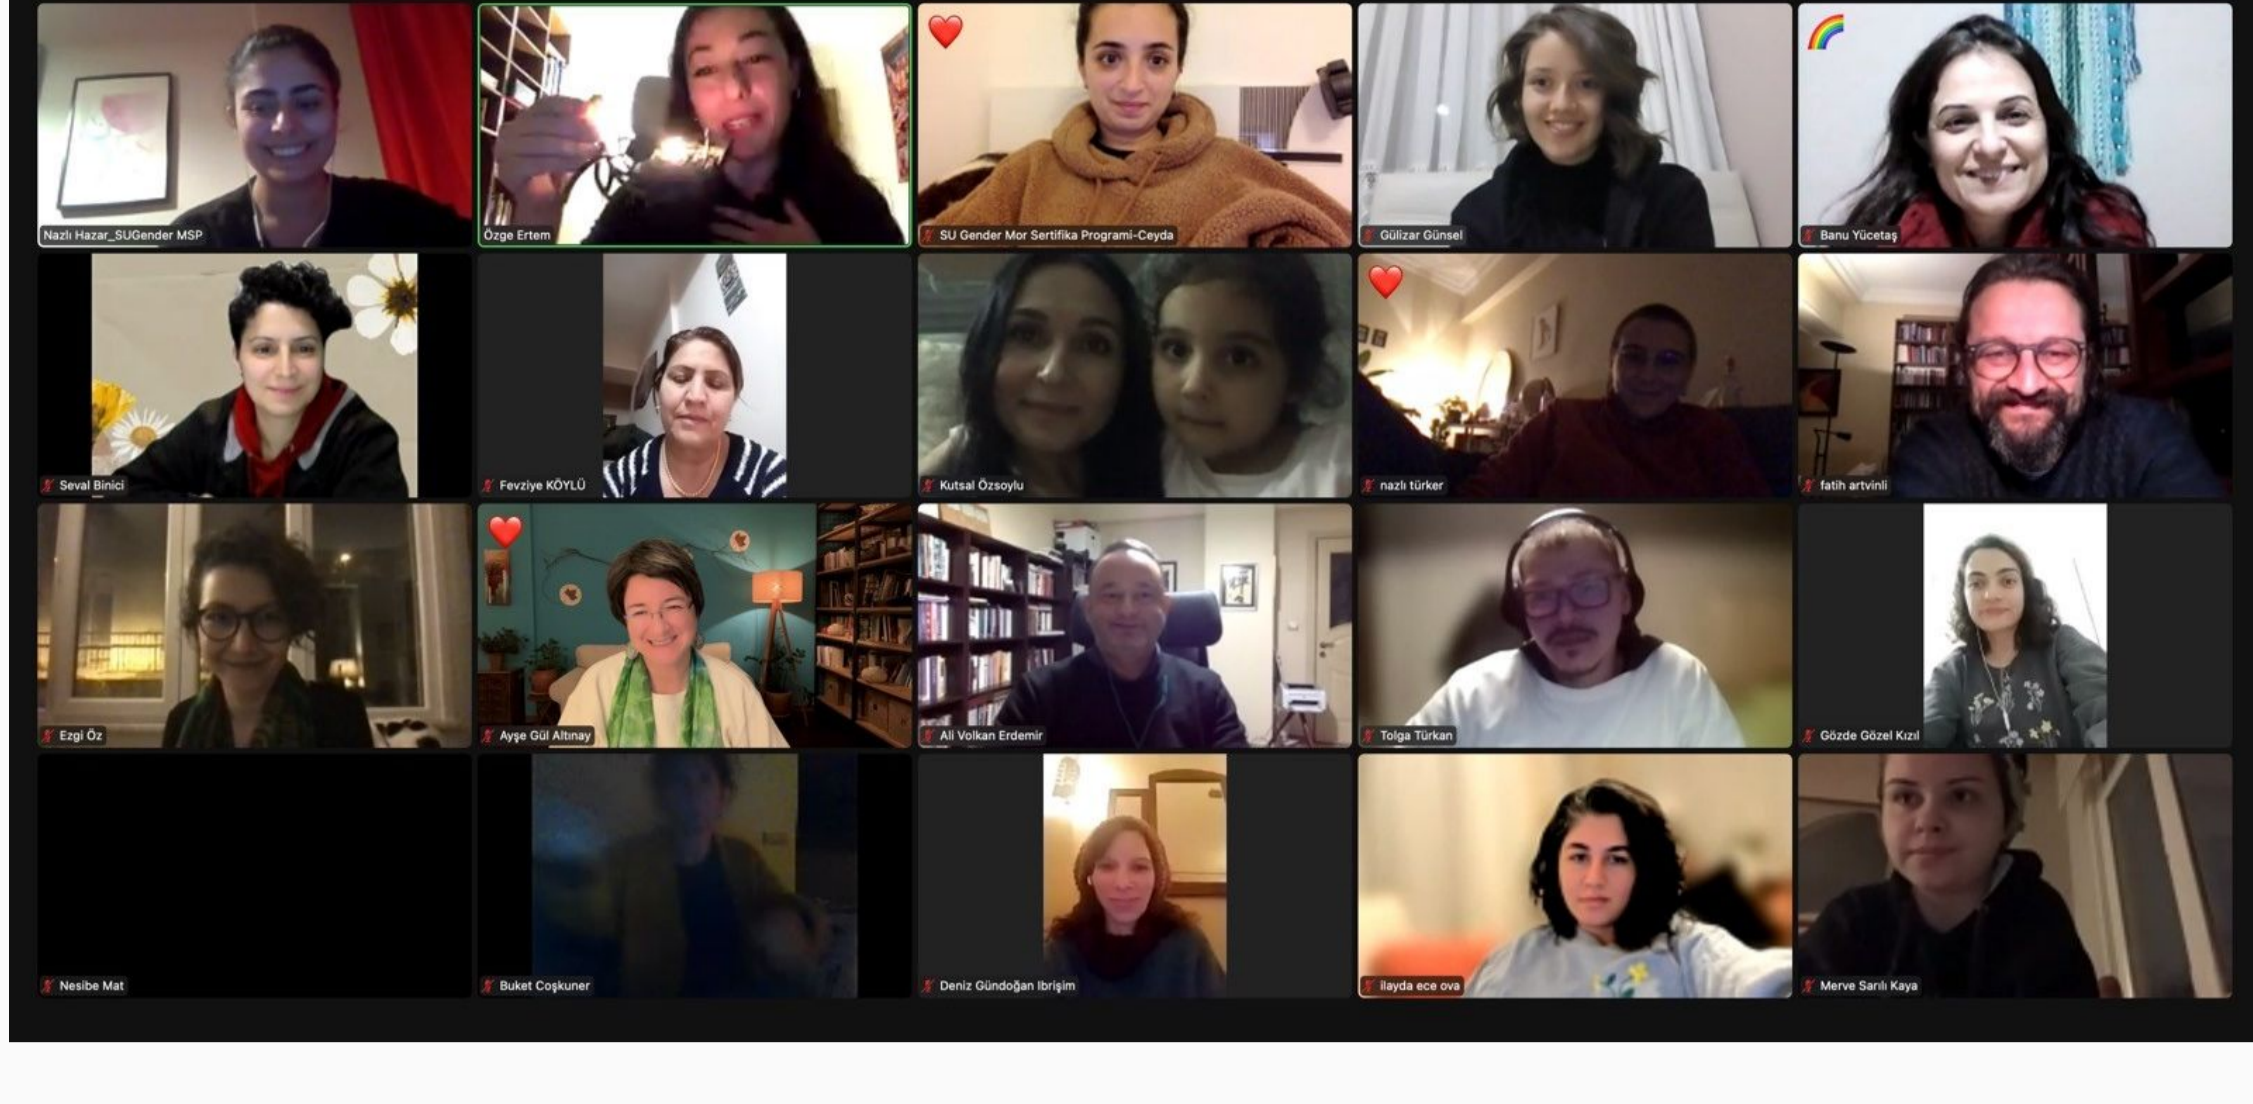 Nazlı Hazar_SUGender MSP
Özge Ertem
SU Gender Mor Sertifika Programi-Ceyda
Gülizar Günsel
Banu Yücetaş
Seval Binici
Fevziye KÖYLÜ
Kutsal Özsoylu
nazlı türker
fatih artvinli
Ezgi Öz
Ayşe Gül Altınay
Ali Volkan Erdemir
Tolga Türkan
Gözde Gözel Kızıl
Nesibe Mat
Buket Coşkuner
Deniz Gündoğan Ibrişim
ilayda ece ova
Merve Sarılı Kaya